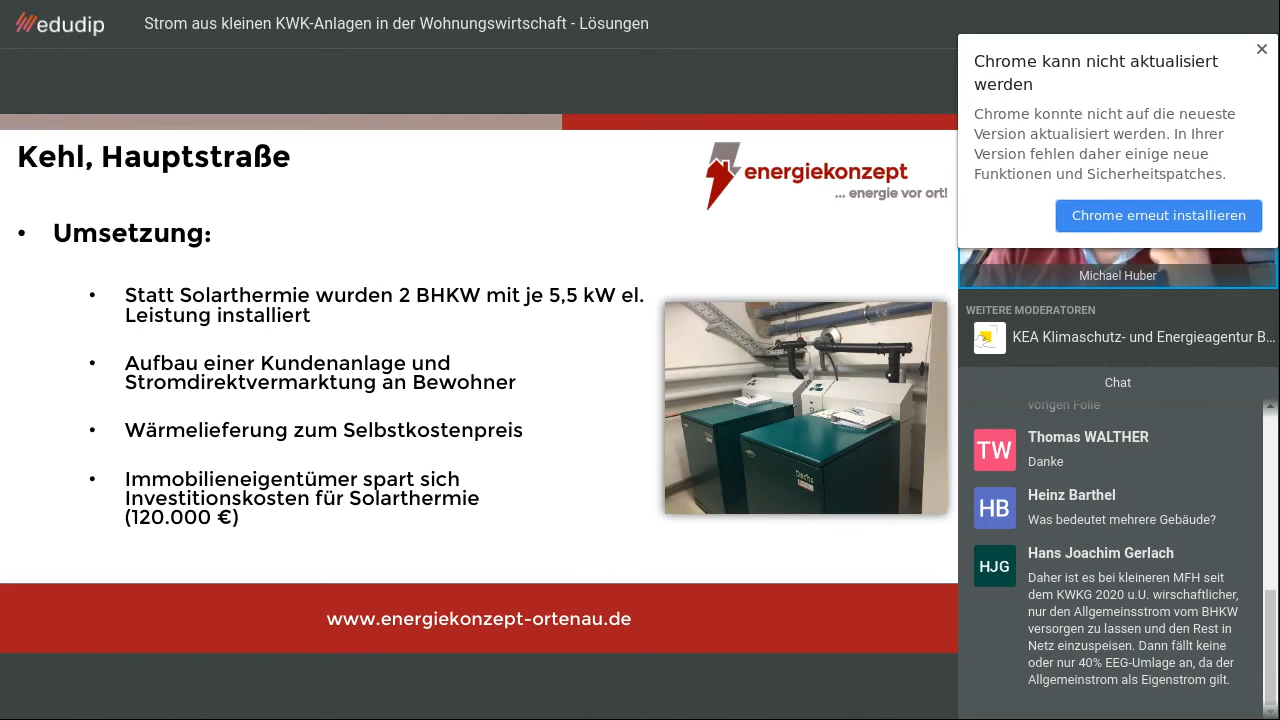 edudip
Strom aus kleinen KWK-Anlagen in der Wohnungswirtschaft - Lösungen
Kehl, Hauptstraße
energiekonzept
... energie vor ort!
• Umsetzung:
• Statt Solarthermie wurden 2 BHKW mit je 5,5 kW el.
Leistung installiert
• Aufbau einer Kundenanlage und
Stromdirektvermarktung an Bewohner
• Wärmelieferung zum Selbstkostenpreis
• Immobilieneigentümer spart sich
Investitionskosten für Solarthermie
(120.000 €)
Dachs
www.energiekonzept-ortenau.de
Chrome kann nicht aktualisiert
werden
Chrome konnte nicht auf die neueste
Version aktualisiert werden. In Ihrer
Version fehlen daher einige neue
Funktionen und Sicherheitspatches.
Chrome erneut installieren
Michael Huber
WEITERE MODERATOREN
KEA Klimaschutz- und Energieagentur B...
Chat
vorigen Folie
TW
Thomas WALTHER
Danke
HB
Heinz Barthel
Was bedeutet mehrere Gebäude?
HJG
Hans Joachim Gerlach
Daher ist es bei kleineren MFH seit
dem KWKG 2020 u.U. wirschaftlicher,
nur den Allgemeinsstrom vom BHKW
versorgen zu lassen und den Rest in
Netz einzuspeisen. Dann fällt keine
oder nur 40% EEG-Umlage an, da der
Allgemeinstrom als Eigenstrom gilt.